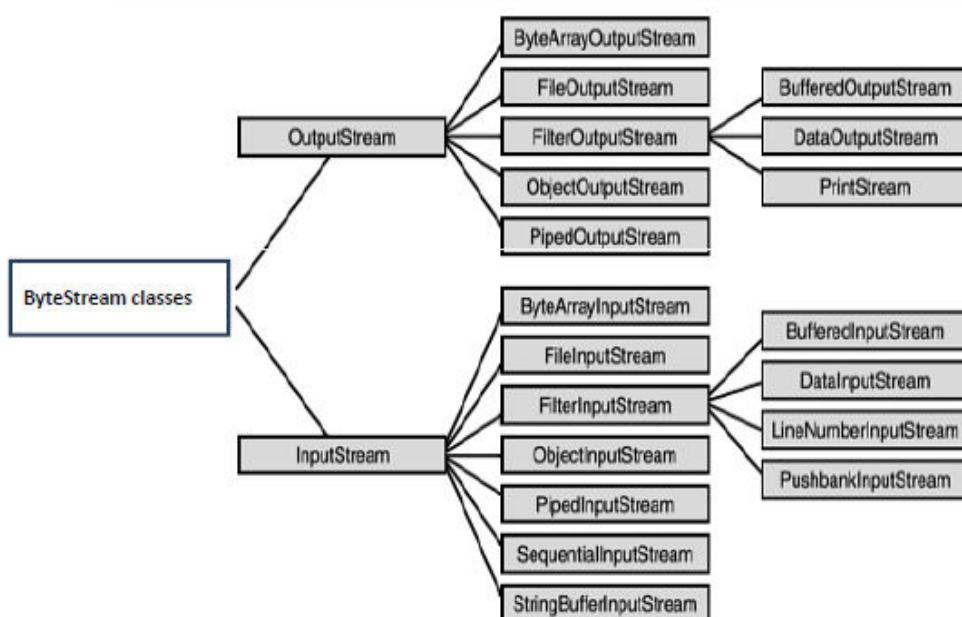 ByteArrayOutputStream
FileOutputStream
BufferedOutputStream
OutputStream
FilterOutputStream
DataOutputStream
ObjectOutputStream
PrintStream
PipedOutputStream
ByteStream classes
ByteArrayInputStream
BufferedInputStream
FileInputStream
DataInputStream
FilterInputStream
LineNumberInputStream
InputStream
ObjectInputStream
PushbankInputStream
PipedInputStream
SequentialInputStream
StringBufferInputStream